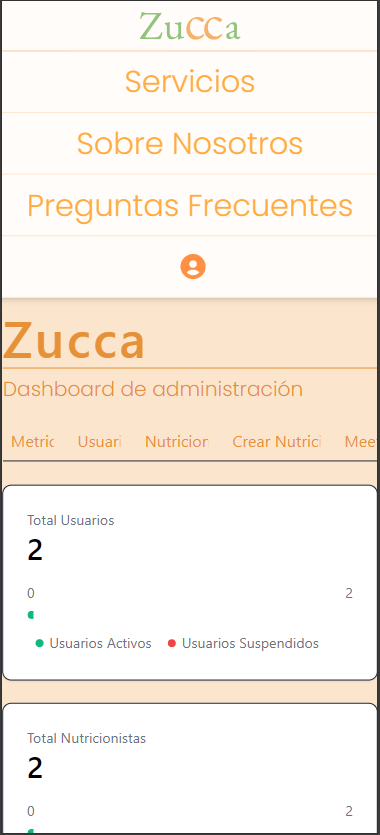 Zucca
Servicios
Sobre Nosotros
Preguntas Frecuentes
Zucca
Dashboard de administración
Metric Usuari Nutricior Crear Nutrici Mee
Total Usuarios
2
0 2
Usuarios Activos Usuarios Suspendidos
Total Nutricionistas
2
0 2